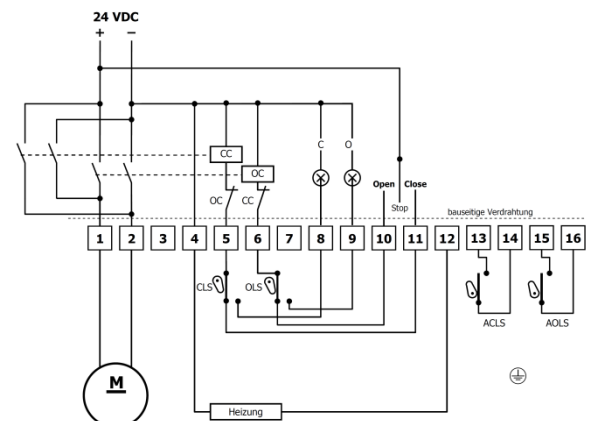 24 VDC
+ −
CC
C O
OC
Open Close
OC CC
Stop
bauseitige Verdrahtung
1 2 3 4 5 6 7 8 9 10 11 12 13 14 15 16
CLS OLS
ACLS AOLS
M
Heizung